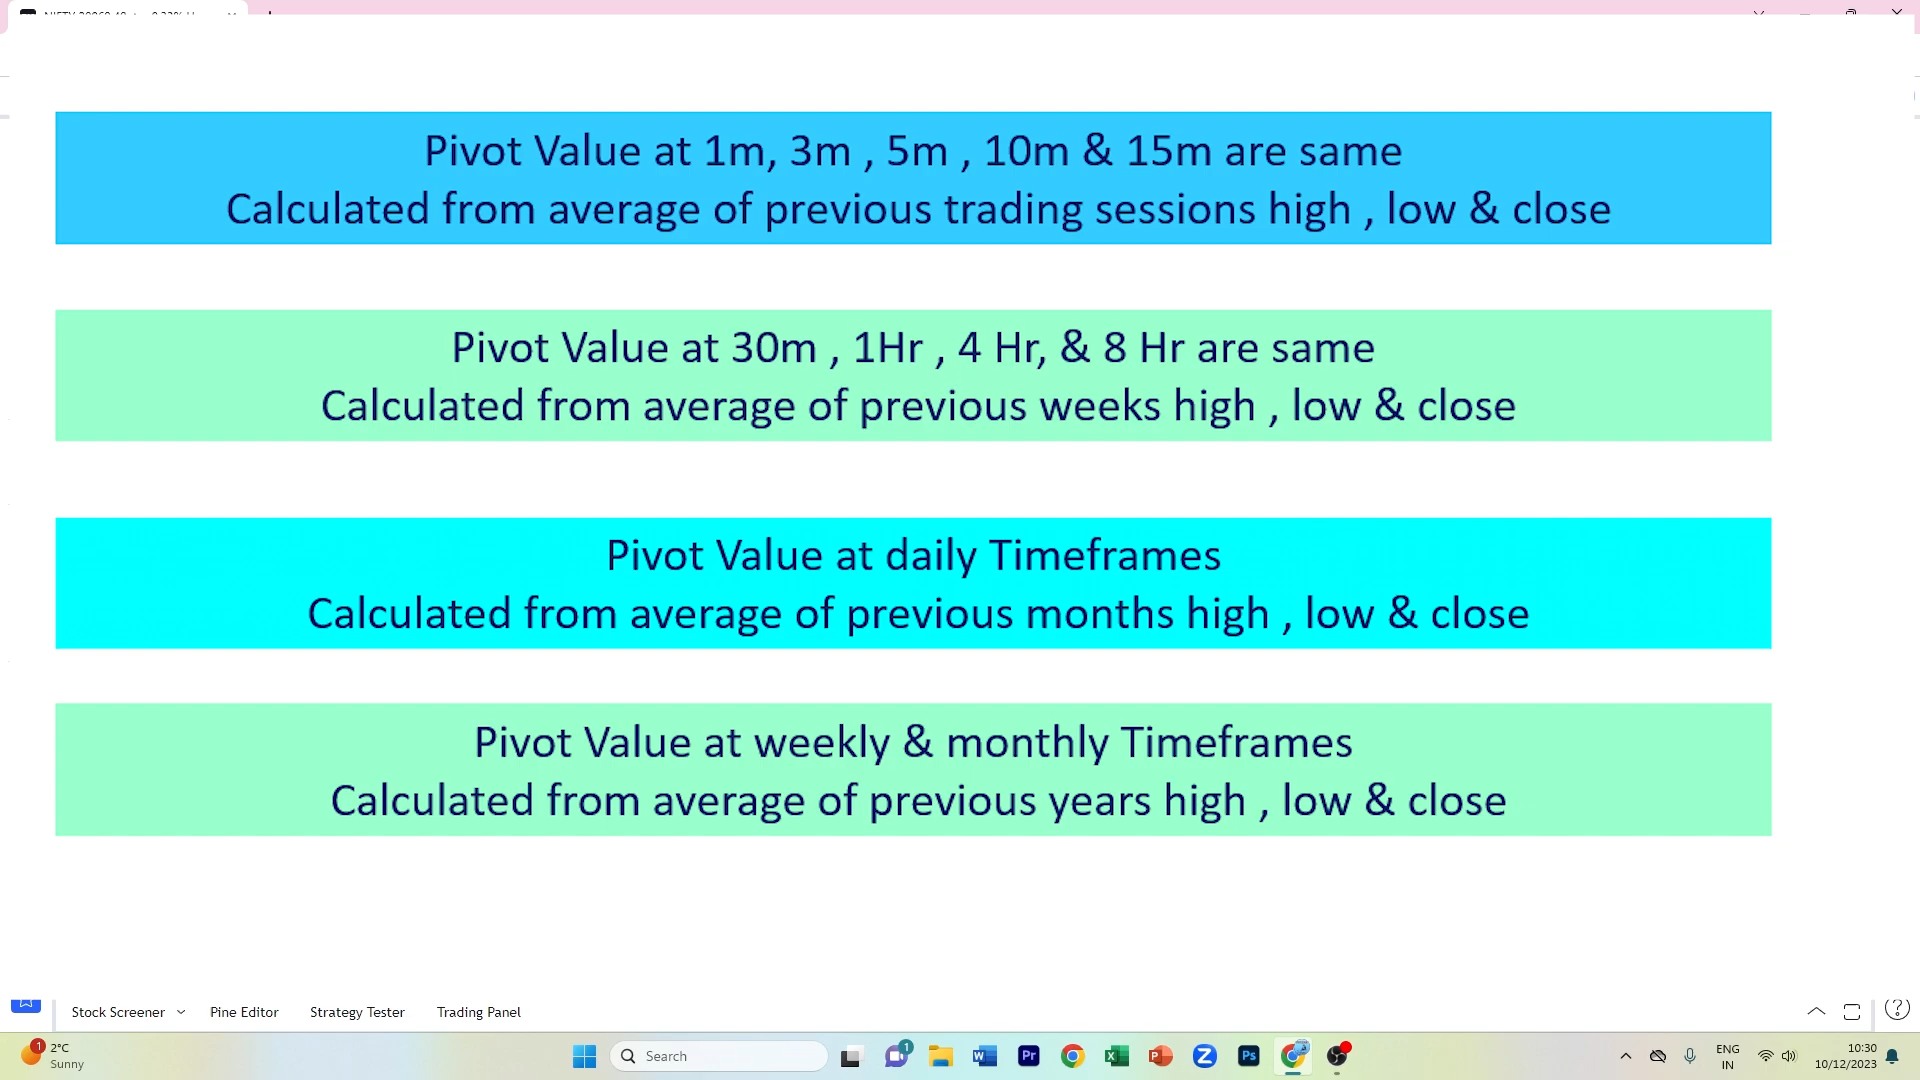 Pivot Value at 1m, 3m , 5m , 10m & 15m are same
Calculated from average of previous trading sessions high , low & close
Pivot Value at 30m , 1Hr , 4 Hr, & 8 Hr are same
Calculated from average of previous weeks high , low & close
Pivot Value at daily Timeframes
Calculated from average of previous months high , low & close
Pivot Value at weekly & monthly Timeframes
Calculated from average of previous years high , low & close
Stock Screener Pine Editor Strategy Tester Trading Panel
1 2°C
Sunny
Search
1
W Pr X P Z Ps
ENG
IN
10:30
10/12/2023